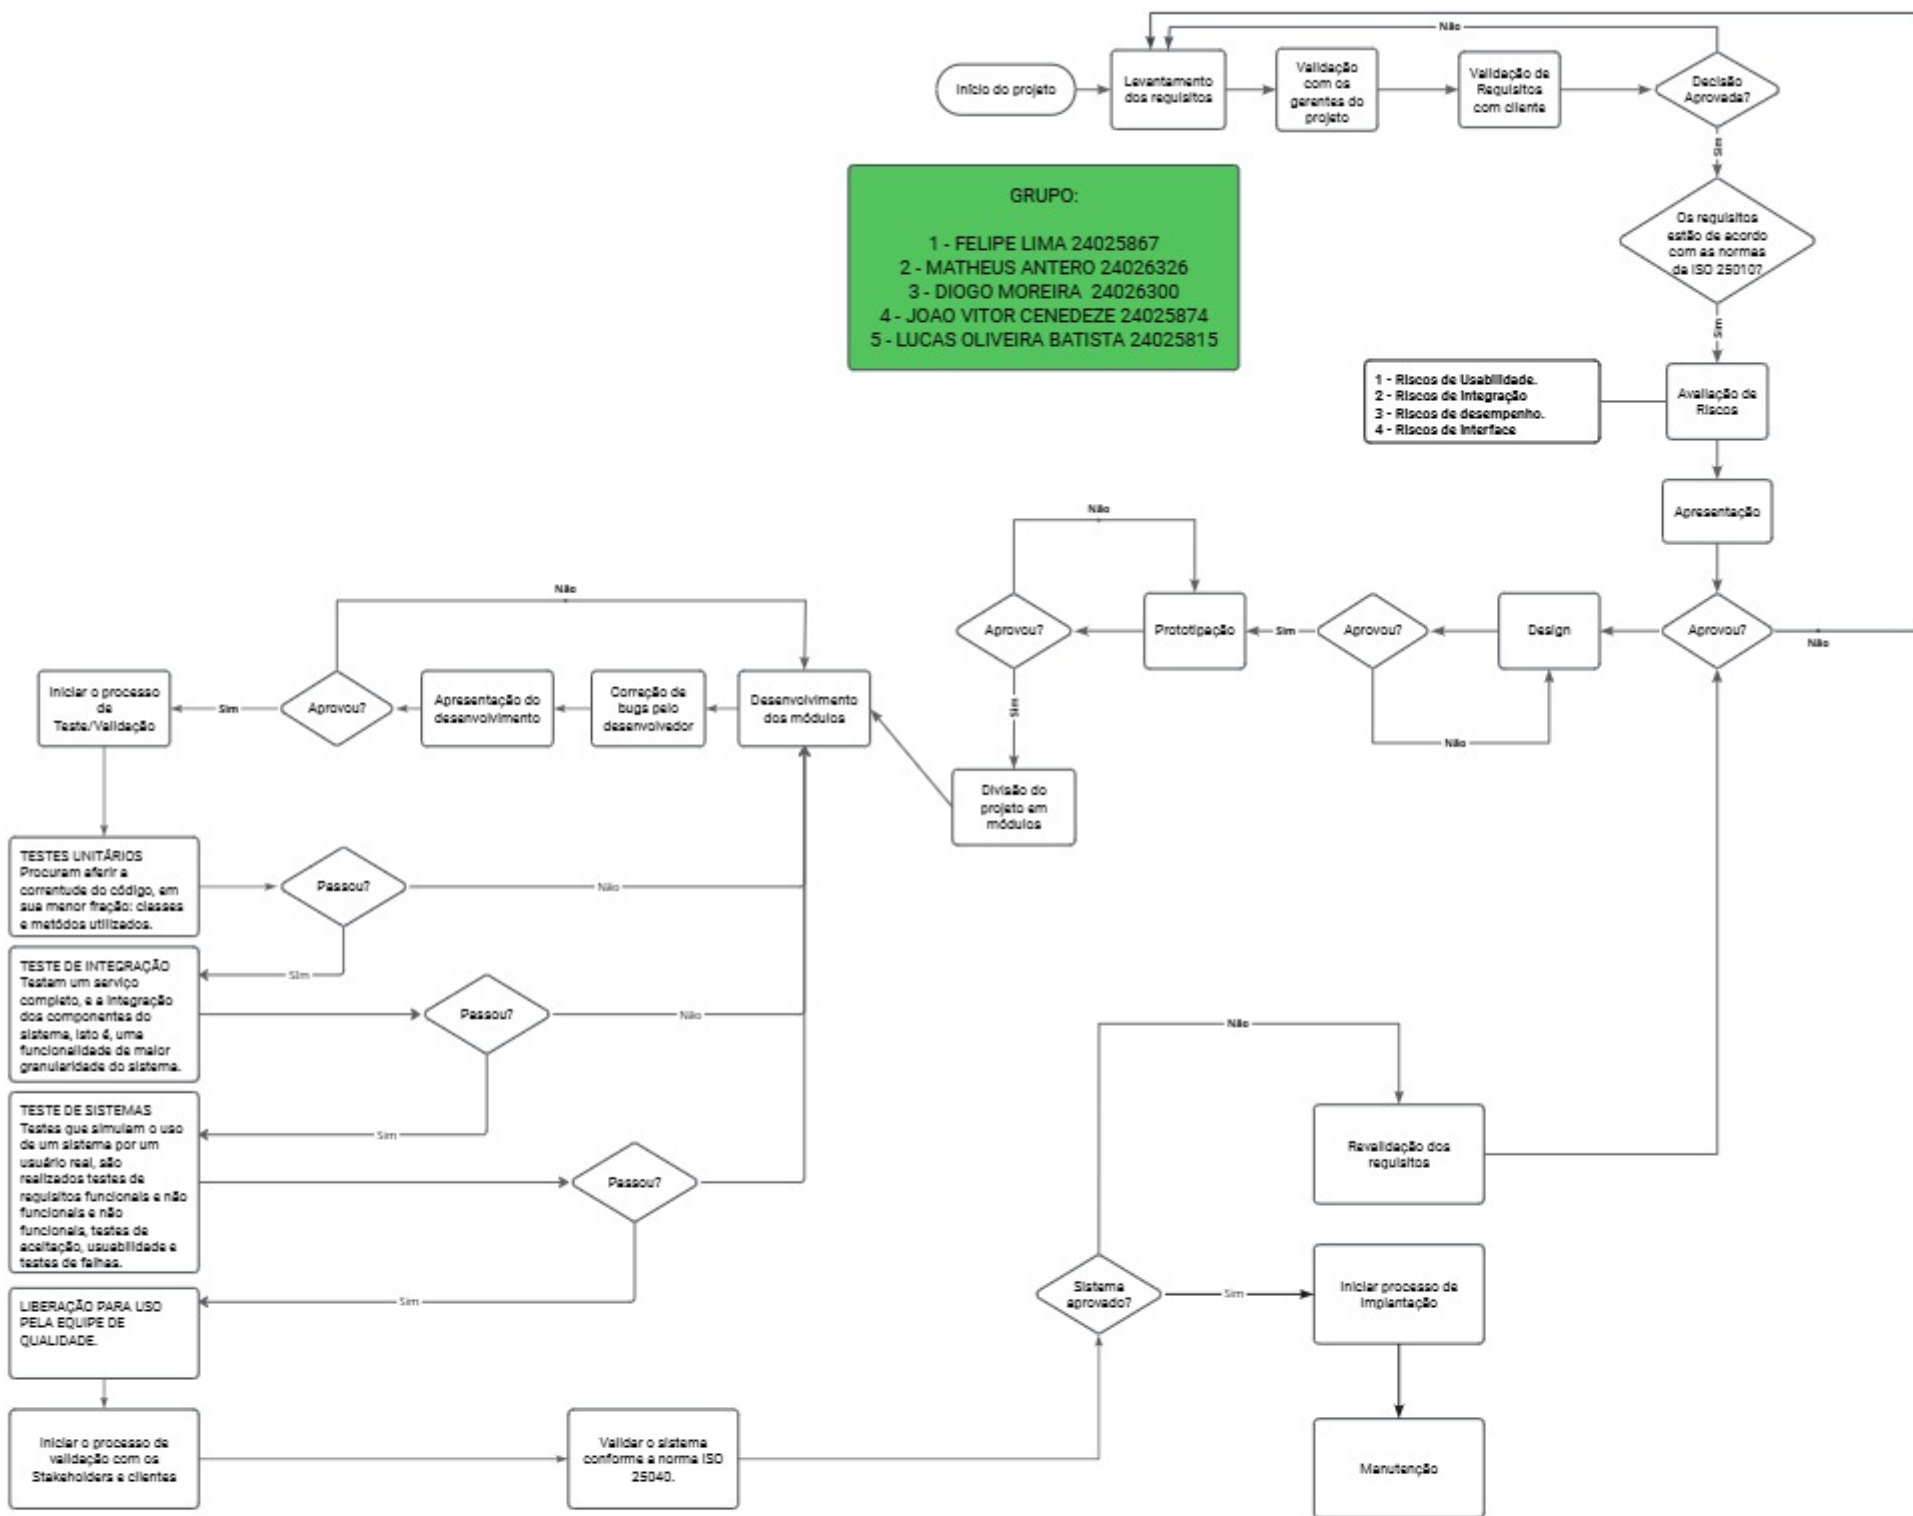 Não
Início do projeto
Levantamento
dos requisitos
Validação
com os
gerentes do
projeto
Validação de
Requisitos
com cliente
Decisão
Aprovada?
Sim
GRUPO:
1 - FELIPE LIMA 24025867
2 - MATHEUS ANTERO 24026326
3 - DIOGO MOREIRA 24026300
4 - JOAO VITOR CENEDEZE 24025874
5 - LUCAS OLIVEIRA BATISTA 24025815
Os requisitos
estão de acordo
com as normas
da ISO 25010?
Sim
1 - Riscos de Usabilidade.
2 - Riscos de Integração
3 - Riscos de desempenho.
4 - Riscos de Interface
Avaliação de
Riscos
Apresentação
Aprovou?
Não
Design
Aprovou?
Não
Sim
Prototipação
Aprovou?
Não
Sim
Divisão do
projeto em
módulos
Desenvolvimento
dos módulos
Correção de
bugs pelo
desenvolvedor
Apresentação do
desenvolvimento
Aprovou?
Não
Sim
Iniciar o processo
de
Teste/Validação
TESTES UNITÁRIOS
Procuram aferir a
correntude do código, em
sua menor fração: classes
e metódos utilizados.
Passou?
Não
Sim
TESTE DE INTEGRAÇÃO
Testam um serviço
completo, e a integração
dos componentes do
sistema, isto é, uma
funcionalidade de maior
granularidade do sistema.
Passou?
Não
Sim
TESTE DE SISTEMAS
Testes que simulam o uso
de um sistema por um
usuário real, são
realizados testes de
requisitos funcionais e não
funcionais e não
funcionais, testes de
aceitação, usuabilidade e
testes de falhas.
Passou?
Sim
LIBERAÇÃO PARA USO
PELA EQUIPE DE
QUALIDADE.
Iniciar o processo de
validação com os
Stakeholders e clientes
Validar o sistema
conforme a norma ISO
25040.
Sistema
aprovado?
Não
Revalidação dos
requisitos
Sim
Iniciar processo de
Implantação
Manutenção